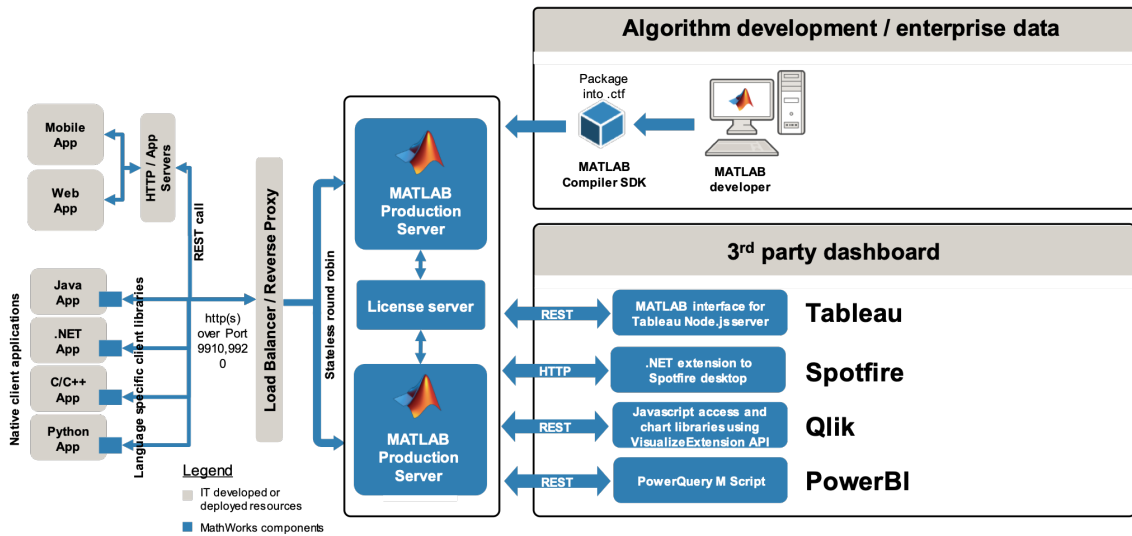 Algorithm development / enterprise data
Package
into .ctf
MATLAB
Compiler SDK
MATLAB
developer
Mobile
App
Web
App
HTTP / App
Servers
REST call
Native client applications
Java
App
.NET
App
C/C++
App
Python
App
Language specific client libraries
http(s)
over Port
9910,992
0
Load Balancer / Reverse Proxy
Stateless round robin
MATLAB
Production
Server
License server
MATLAB
Production
Server
3rd party dashboard
REST
MATLAB interface for
Tableau Node.jsserver
Tableau
HTTP
.NET extension to
Spotfire desktop
Spotfire
REST
Javascript access and
chart libraries using
VisualizeExtension API
Qlik
REST
PowerQuery M Script
PowerBI
Legend
IT developed or
deployed resources
MathWorks components